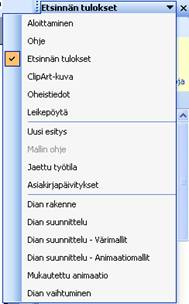 Etsinnän tulokset
Aloittaminen
Ohje
Etsinnän tulokset
ClipArt-kuva
Oheistiedot
Leikepöytä
Uusi esitys
Mallin ohje
Jaettu työtila
Asiakirjapäivitykset
Dian rakenne
Dian suunnittelu
Dian suunnittelu - Värimallit
Dian suunnittelu - Animaatiomallit
Mukautettu animaatio
Dian vaihtuminen